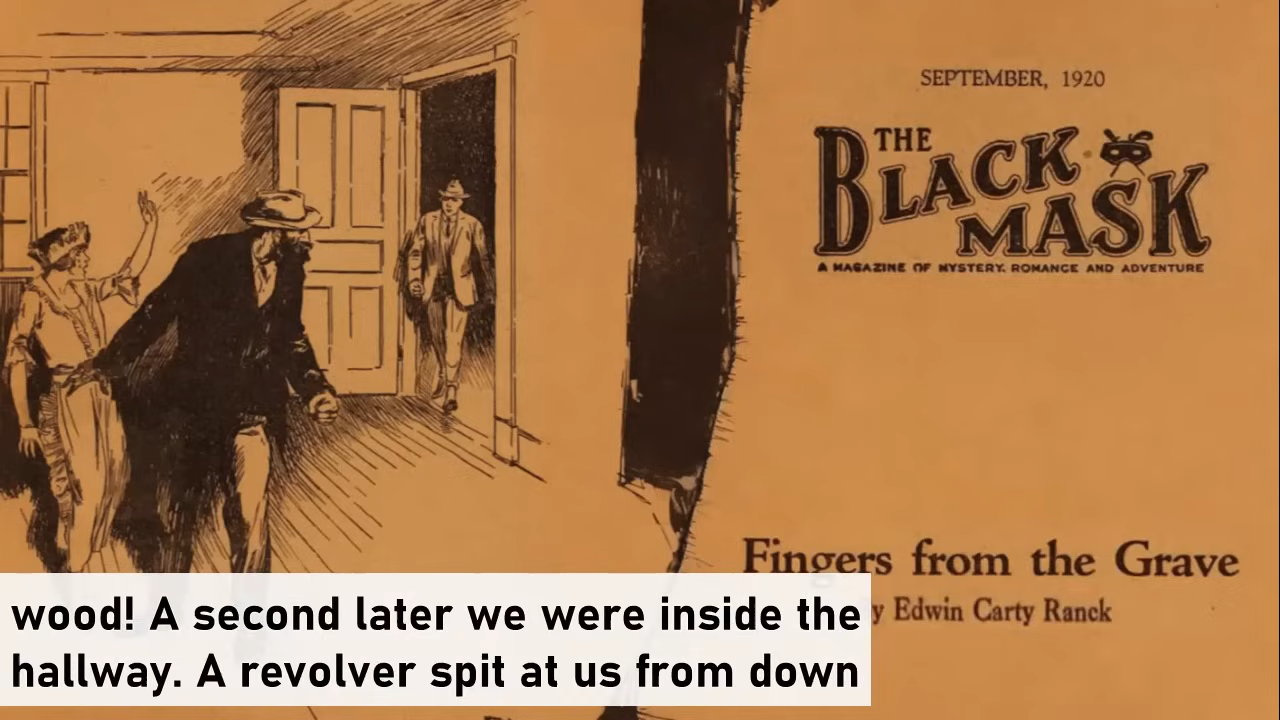 SEPTEMBER, 1920
THE
BLACK
MASK
A MAGAZINE OF MYSTERY, ROMANCE AND ADVENTURE
Fingers from the Grave
y Edwin Carty Ranck
wood! A second later we were inside the
hallway. A revolver spit at us from down